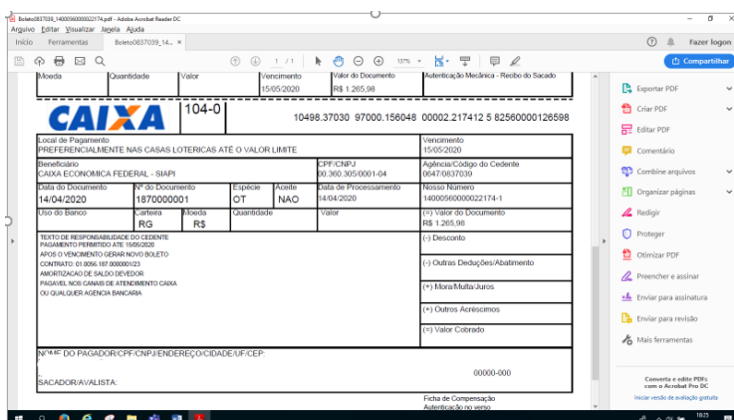 Boleto0837039_14000560000022174.pdf - Adobe Acrobat Reader DC
Arquivo Editar Visualizar Janela Ajuda
Início Ferramentas Boleto0837039_14... × Fazer logon
1 / 1 137% Compartilhar
Moeda Quantidade Valor Vencimento Valor do Documento Autenticação Mecânica - Recibo do Sacado
15/05/2020 R$ 1.265,98
CAIXA 104-0 10498.37030 97000.156048 00002.217412 5 82560000126598
Local de Pagamento Vencimento
PREFERENCIALMENTE NAS CASAS LOTERICAS ATÉ O VALOR LIMITE 15/05/2020
Beneficiário CPF/CNPJ Agência/Código do Cedente
CAIXA ECONOMICA FEDERAL - SIAPI 00.360.305/0001-04 0647/0837039
Data do Documento Nº do Documento Espécie Aceite Data de Processamento Nosso Número
14/04/2020 1870000001 OT NAO 14/04/2020 14000560000022174-1
Uso do Banco Carteira Moeda Quantidade Valor (=) Valor do Documento
RG R$ R$ 1.265,98
TEXTO DE RESPONSABILIDADE DO CEDENTE
PAGAMENTO PERMITIDO ATE 15/05/2020
APOS O VENCIMENTO GERAR NOVO BOLETO
CONTRATO: 01.0056.187.0000001/23
AMORTIZACAO DE SALDO DEVEDOR
PAGAVEL NOS CANAIS DE ATENDIMENTO CAIXA
OU QUALQUER AGENCIA BANCARIA
(-) Desconto
(-) Outras Deduções/Abatimento
(+) Mora/Multa/Juros
(+) Outros Acréscimos
(=) Valor Cobrado
NOME DO PAGADOR/CPF/CNPJ/ENDEREÇO/CIDADE/UF/CEP:
00000-000
SACADOR/AVALISTA:
Ficha de Compensação
Autenticação no verso
Exportar PDF
Criar PDF
Editar PDF
Comentário
Combine arquivos
Organizar páginas
Redigir
Proteger
Otimizar PDF
Preencher e assinar
Enviar para assinatura
Enviar para revisão
Mais ferramentas
Converta e edite PDFs
com o Acrobat Pro DC
Iniciar versão de avaliação gratuita
18:25